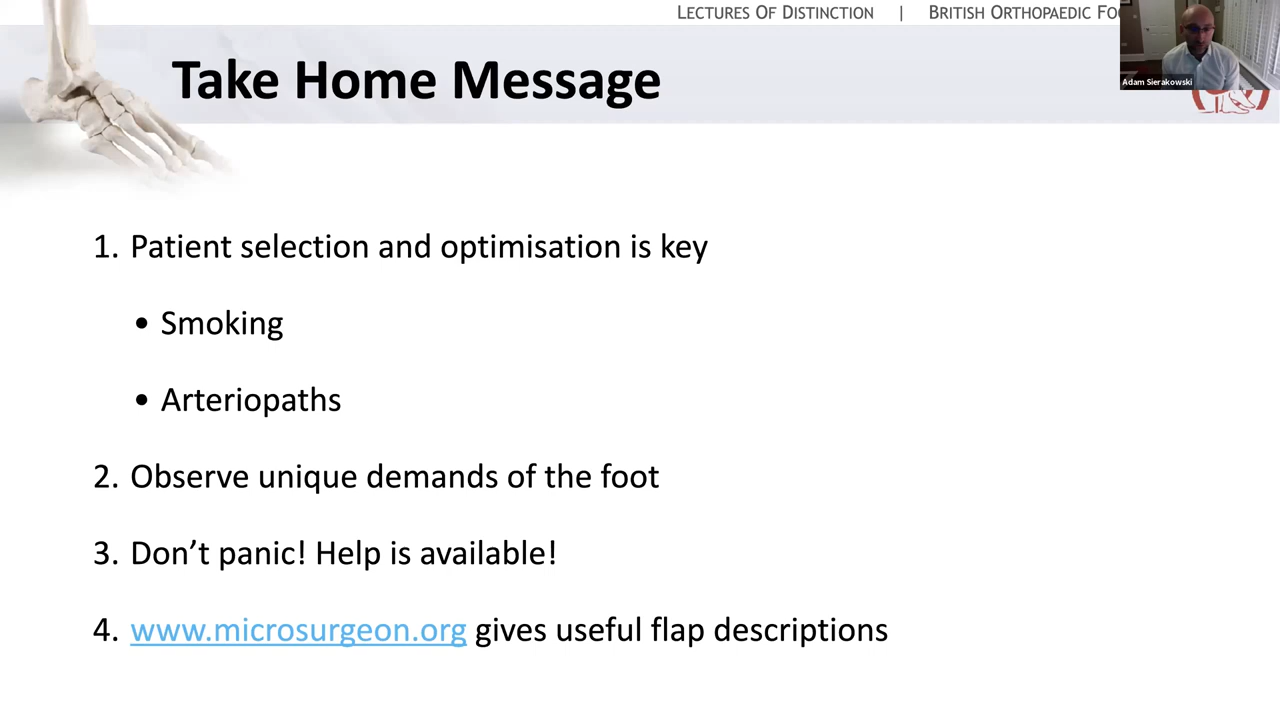 LECTURES OF DISTINCTION | BRITISH ORTHOPAEDIC
Adam Sierakowski
Take Home Message
1. Patient selection and optimisation is key
• Smoking
• Arteriopaths
2. Observe unique demands of the foot
3. Don’t panic! Help is available!
4. www.microsurgeon.org gives useful flap descriptions